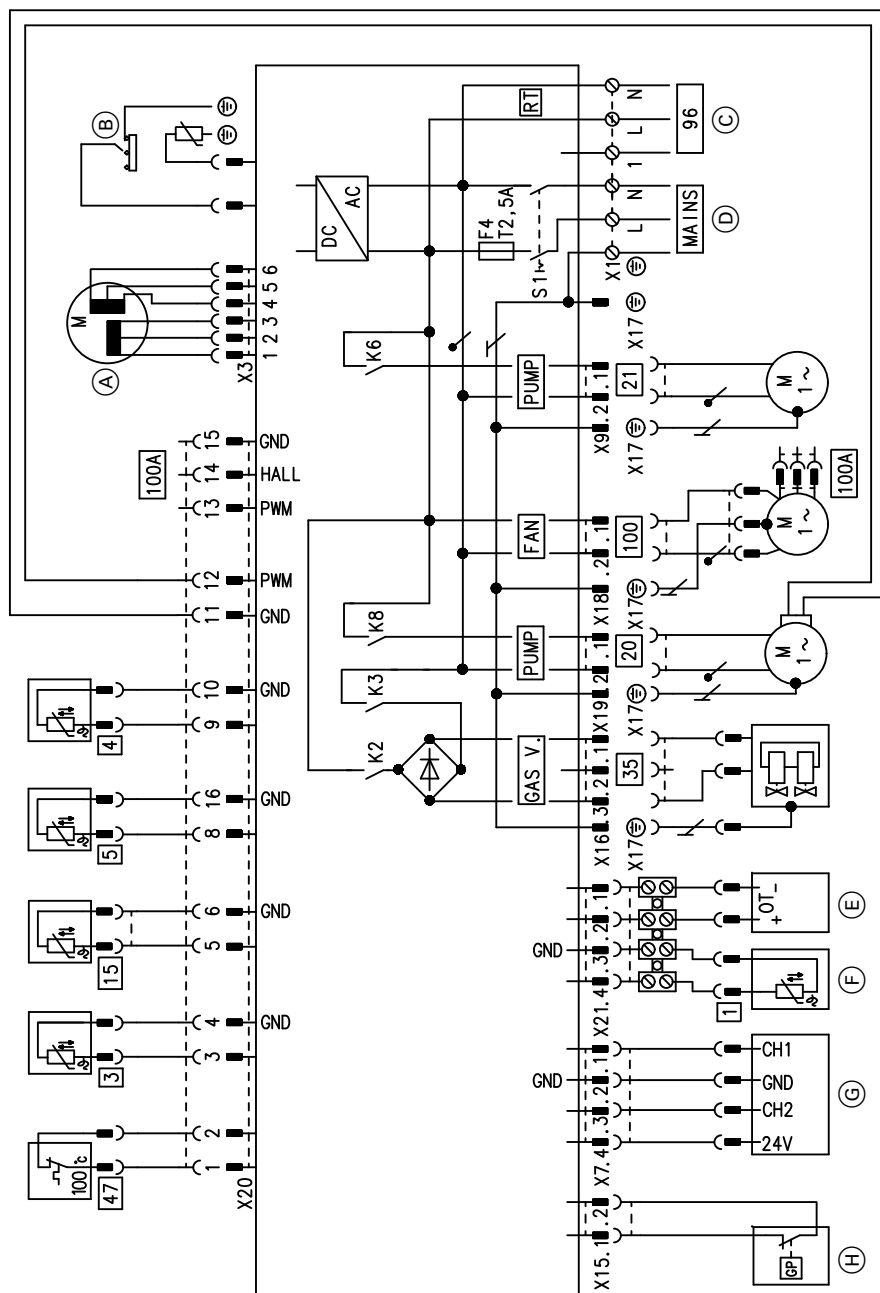 B
A
M
1 2 3 4 5 6
X3
DC
AC
RT
F4
T2,5A
S1
N
L
1
N
L
X1
96
C
MAINS
D
X17
K6
PUMP
.1
.2
X9
21
X17
M
1~
100A
15
GND
14
HALL
13
PWM
12
PWM
11
GND
FAN
.1
.2
X18
100
X17
M
1~
100A
K8
PUMP
.1
.2
X19
20
X17
M
1~
K3
K2
GAS V.
.1
.2
.3
X16
35
X17
4
10
GND
9
5
16
GND
8
15
6
GND
5
3
4
GND
3
100°C
47
2
1
X20
.1
.2
.3
GND
.4
X21
- OT +
E
1
F
.1
.2
GND
.3
.4
X7
CH1
GND
CH2
24V
G
.2
.1
X15
GP
H